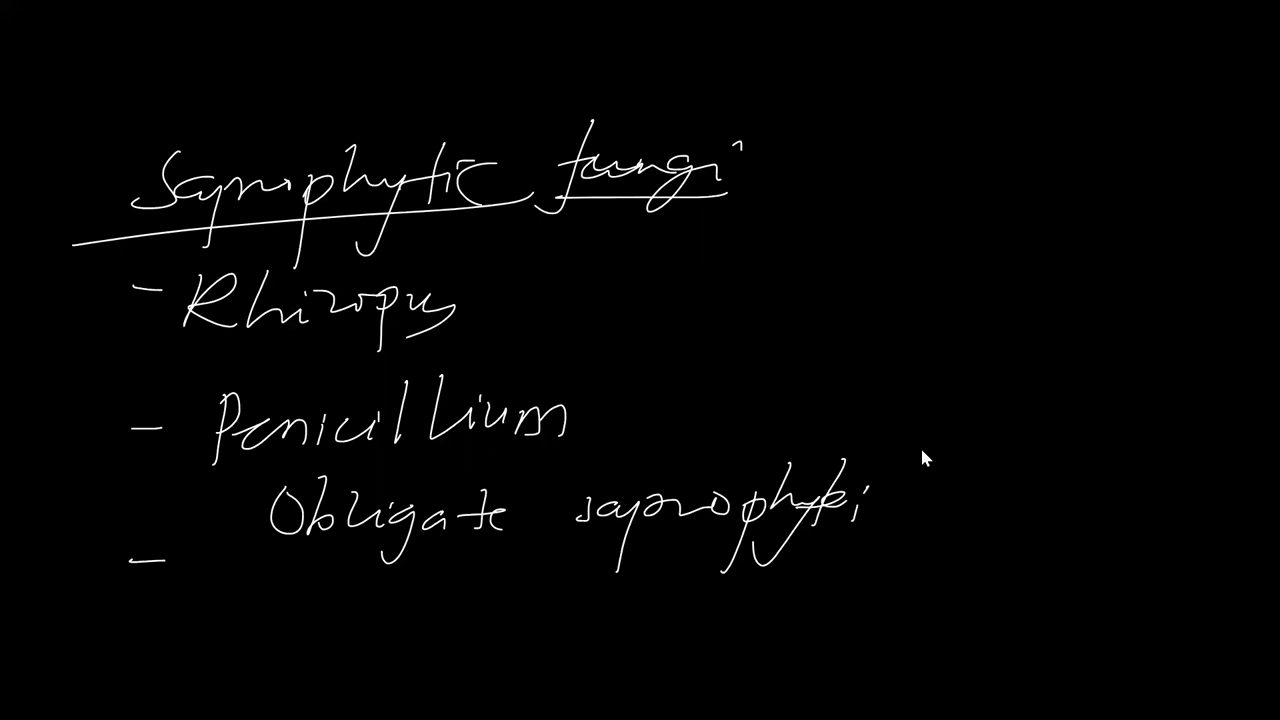 Saprophytic fungi
- Rhizopus
- Penicillium
Obligate saprophyti
-